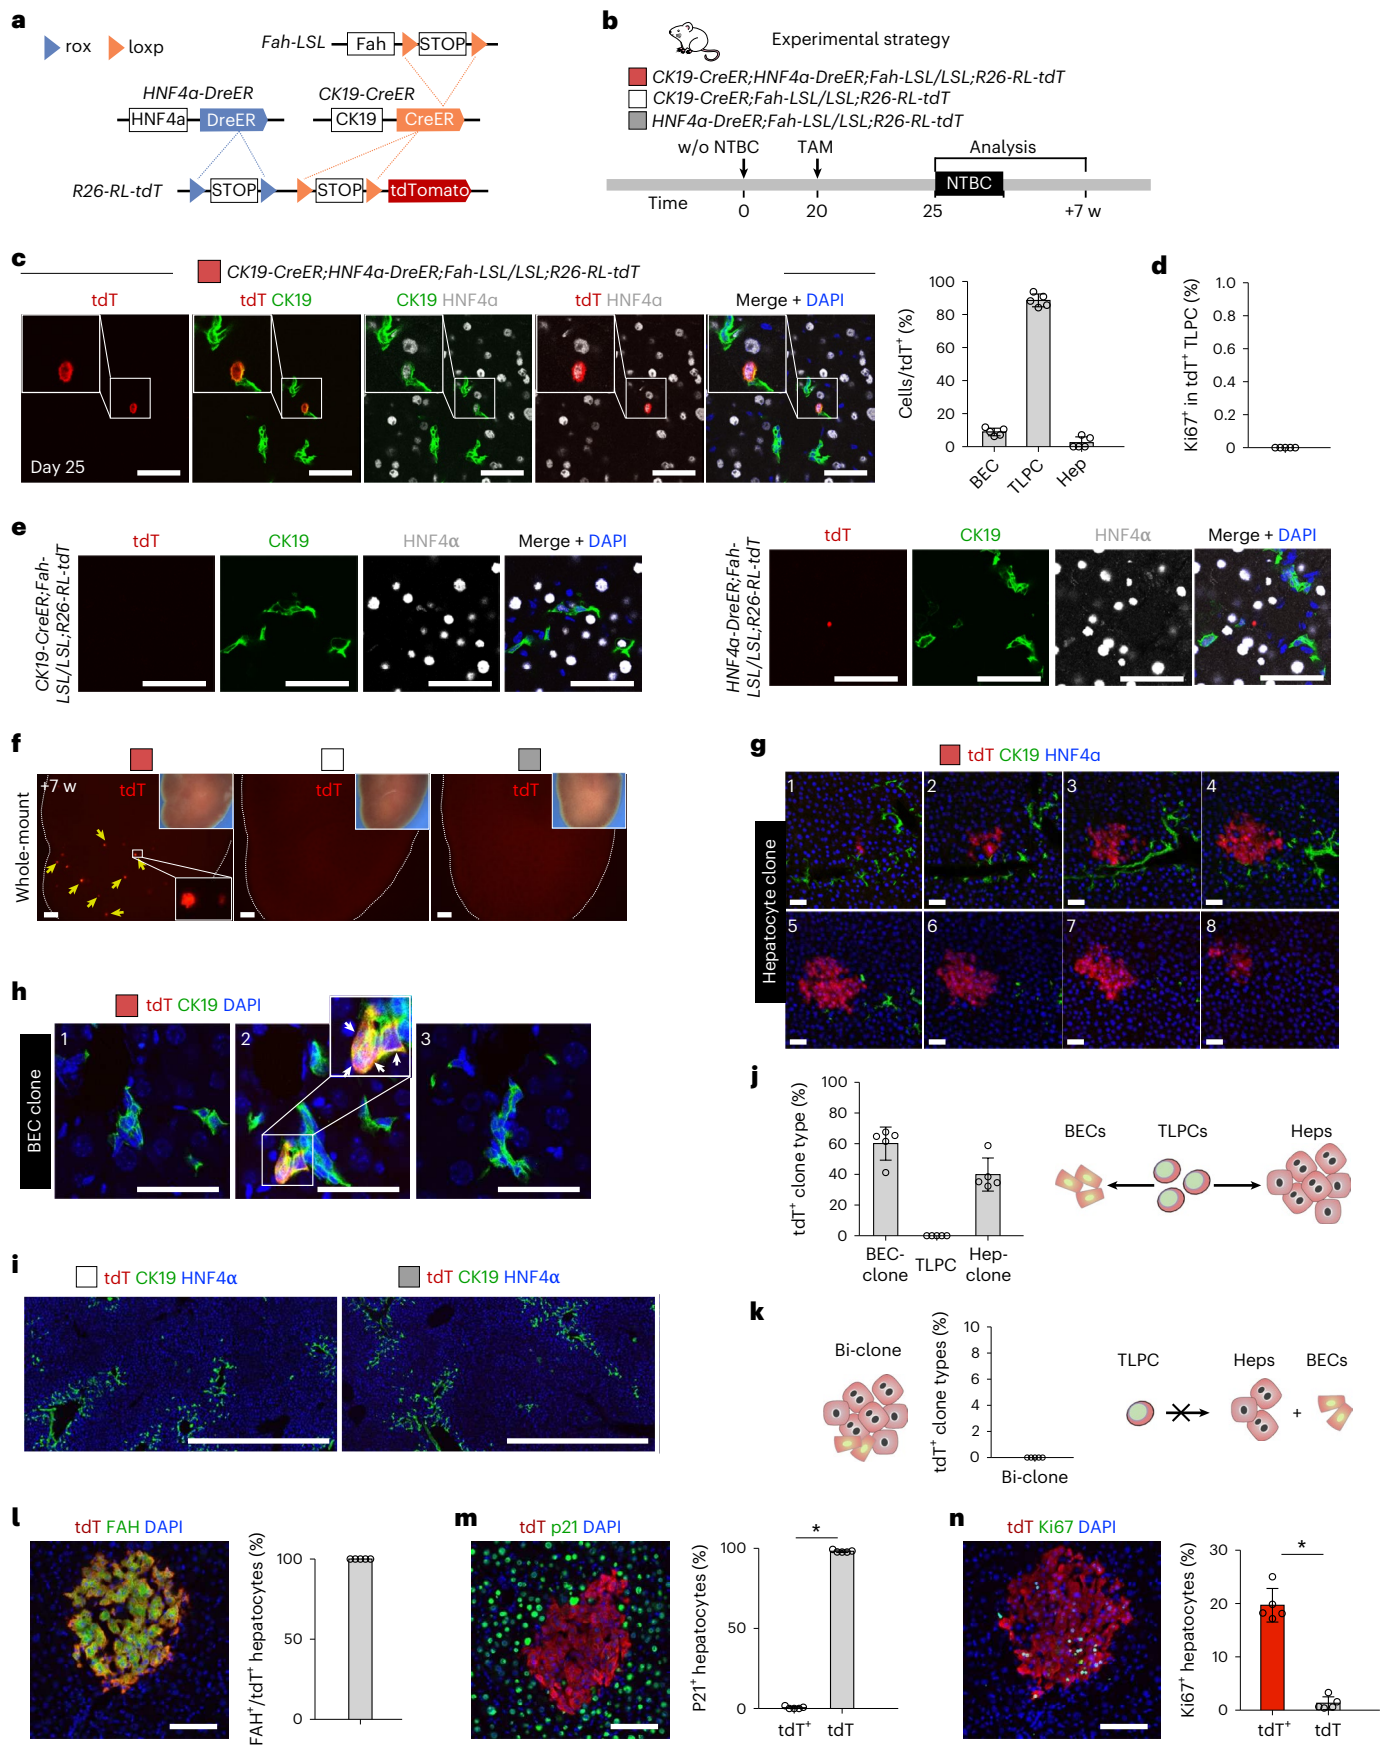 a
rox
loxp
Fah-LSL
Fah
STOP
HNF4α-DreER
CK19-CreER
HNF4a
DreER
CK19
CreER
R26-RL-tdT
STOP
STOP
tdTomato
b
Experimental strategy
CK19-CreER;HNF4α-DreER;Fah-LSL/LSL;R26-RL-tdT
CK19-CreER;Fah-LSL/LSL;R26-RL-tdT
HNF4α-DreER;Fah-LSL/LSL;R26-RL-tdT
w/o NTBC
TAM
Analysis
NTBC
Time
0
20
25
+7 w
c
CK19-CreER;HNF4α-DreER;Fah-LSL/LSL;R26-RL-tdT
tdT
tdT CK19
CK19 HNF4α
tdT HNF4α
Merge + DAPI
Day 25
Cells/tdT+ (%)
100
80
60
40
20
0
BEC
TLPC
Hep
d
Ki67+ in tdT+ TLPC (%)
1.0
0.8
0.6
0.4
0.2
0
e
CK19-CreER;Fah-
LSL/LSL;R26-RL-tdT
tdT
CK19
HNF4α
Merge + DAPI
HNF4α-DreER;Fah-
LSL/LSL;R26-RL-tdT
tdT
CK19
HNF4α
Merge + DAPI
f
Whole-mount
+7 w
tdT
tdT
tdT
g
tdT CK19 HNF4α
Hepatocyte clone
1
2
3
4
5
6
7
8
h
tdT CK19 DAPI
BEC clone
1
2
3
i
tdT CK19 HNF4α
tdT CK19 HNF4α
j
tdT+ clone type (%)
100
80
60
40
20
0
BEC-
clone
TLPC
Hep-
clone
BECs
TLPCs
Heps
k
Bi-clone
tdT+ clone types (%)
10
8
6
4
2
0
Bi-clone
TLPC
Heps
BECs
+
l
tdT FAH DAPI
FAH+/tdT+ hepatocytes (%)
100
50
0
m
tdT p21 DAPI
P21+ hepatocytes (%)
100
50
0
*
tdT+
tdT
n
tdT Ki67 DAPI
Ki67+ hepatocytes (%)
30
20
10
0
*
tdT+
tdT